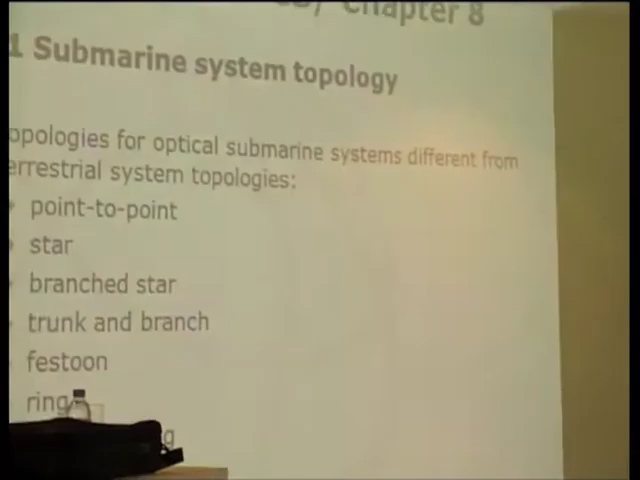 Chapter 8
1 Submarine system topology
opologies for optical submarine systems different from
errestrial system topologies:
point-to-point
star
branched star
trunk and branch
festoon
ring